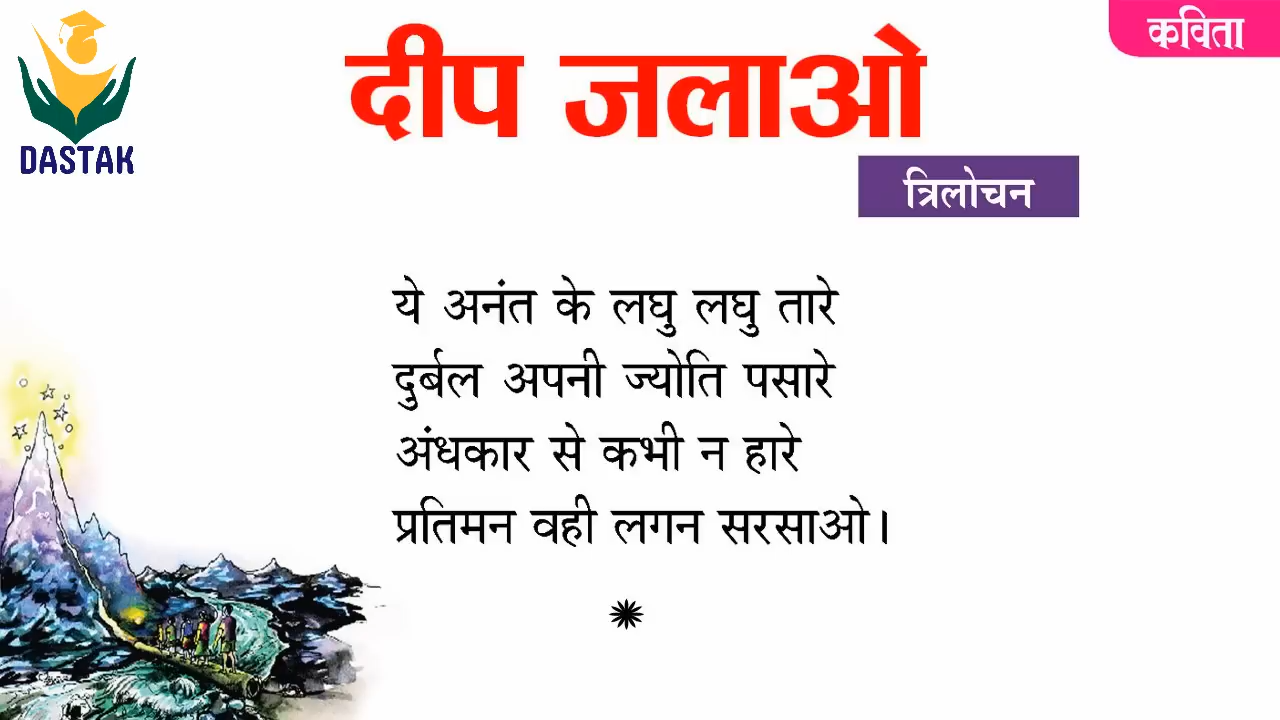 DASTAK
कविता
दीप जलाओ
त्रिलोचन
ये अनंत के लघु लघु तारे
दुर्बल अपनी ज्योति पसारे
अंधकार से कभी न हारे
प्रतिमन वही लगन सरसाओ।